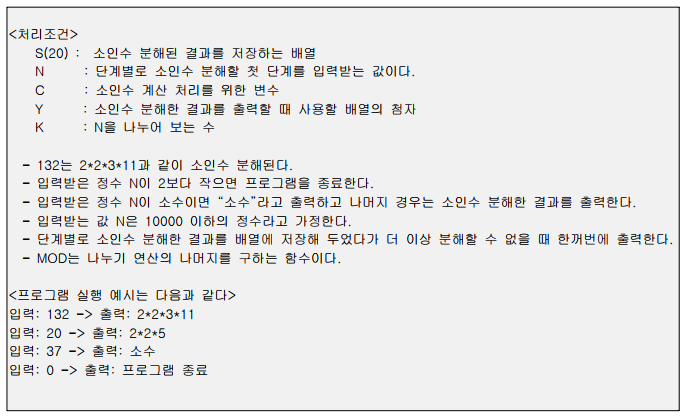 <처리조건>
S(20) : 소인수 분해된 결과를 저장하는 배열
N : 단계별로 소인수 분해할 첫 단계를 입력받는 값이다.
C : 소인수 계산 처리를 위한 변수
Y : 소인수 분해한 결과를 출력할 때 사용할 배열의 첨자
K : N을 나누어 보는 수
- 132는 2*2*3*11과 같이 소인수 분해된다.
- 입력받은 정수 N이 2보다 작으면 프로그램을 종료한다.
- 입력받은 정수 N이 소수이면 “소수”라고 출력하고 나머지 경우는 소인수 분해한 결과를 출력한다.
- 입력받는 값 N은 10000 이하의 정수라고 가정한다.
- 단계별로 소인수 분해한 결과를 배열에 저장해 두었다가 더 이상 분해할 수 없을 때 한꺼번에 출력한다.
- MOD는 나누기 연산의 나머지를 구하는 함수이다.
<프로그램 실행 예시는 다음과 같다>
입력: 132 -> 출력: 2*2*3*11
입력: 20 -> 출력: 2*2*5
입력: 37 -> 출력: 소수
입력: 0 -> 출력: 프로그램 종료